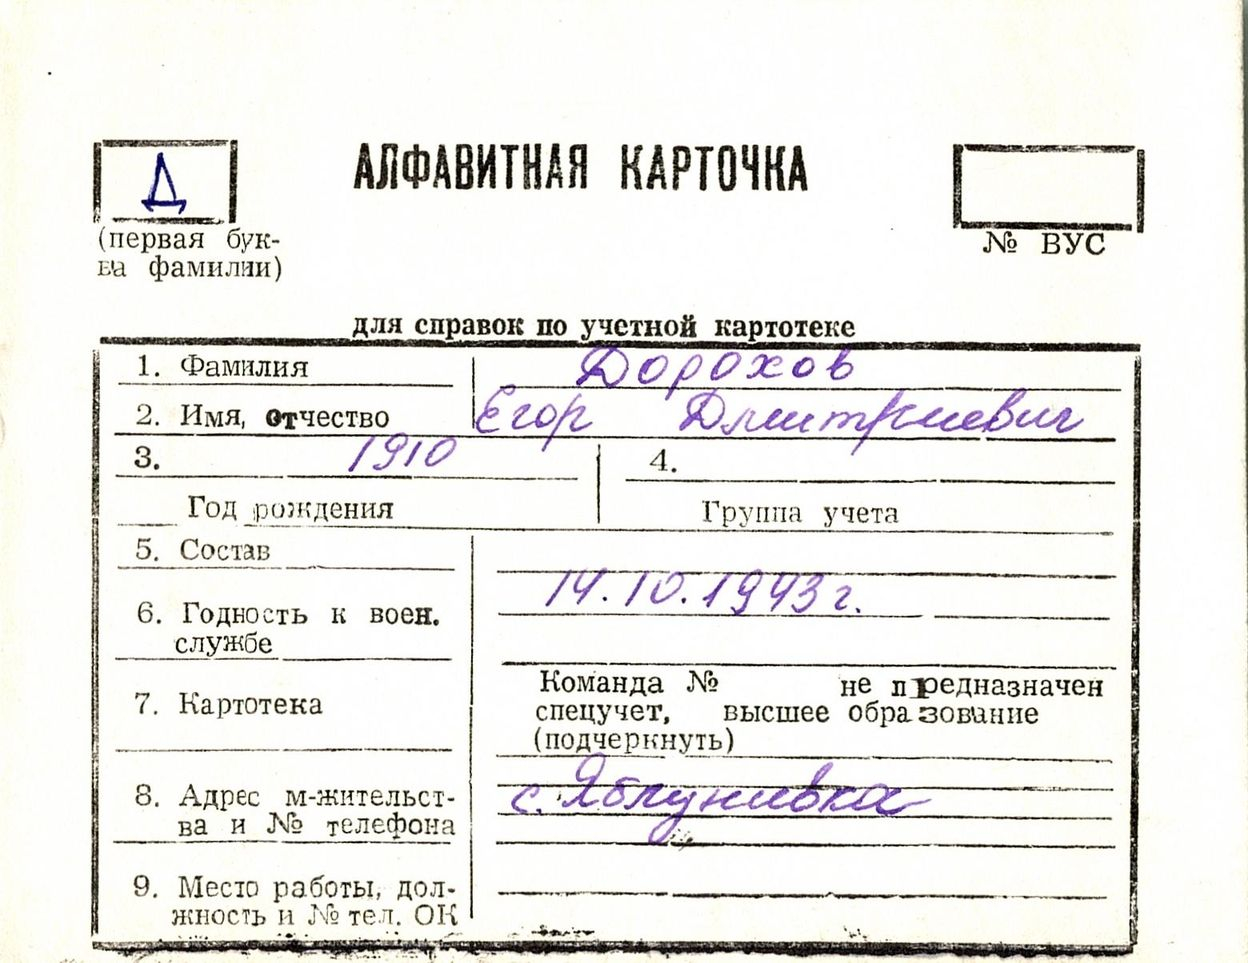 Д
АЛФАВИТНАЯ КАРТОЧКА
(первая бук-
ва фамилии)
№ ВУС
для справок по учетной картотеке
1. Фамилия Дорохов
2. Имя, отчество Егор Дмитриевич
3. 1910 4.
Год рождения Группа учета
5. Состав
14.10.1943 г.
6. Годность к воен.
службе
7. Картотека
Команда № не предназначен
спецучет, высшее образование
(подчеркнуть)
8. Адрес м-жительст-
ва и № телефона
с. Яблунивка
9. Место работы, дол-
жность и № тел. ОК